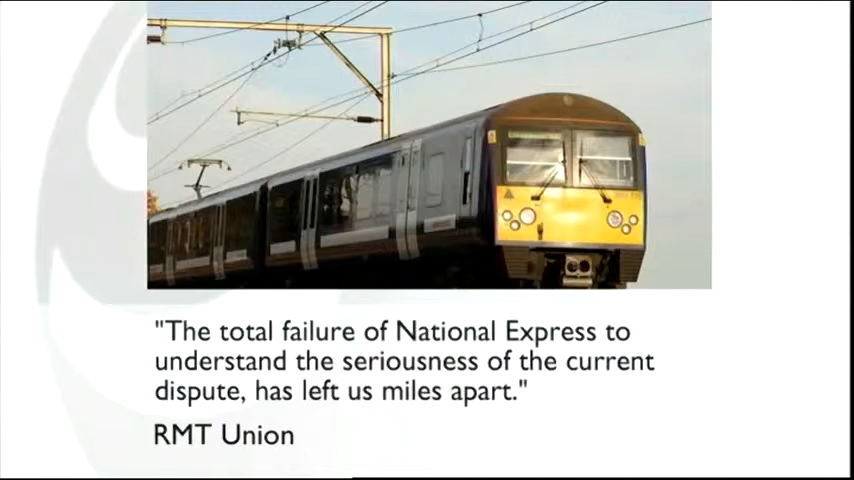 "The total failure of National Express to
understand the seriousness of the current
dispute, has left us miles apart."
RMT Union